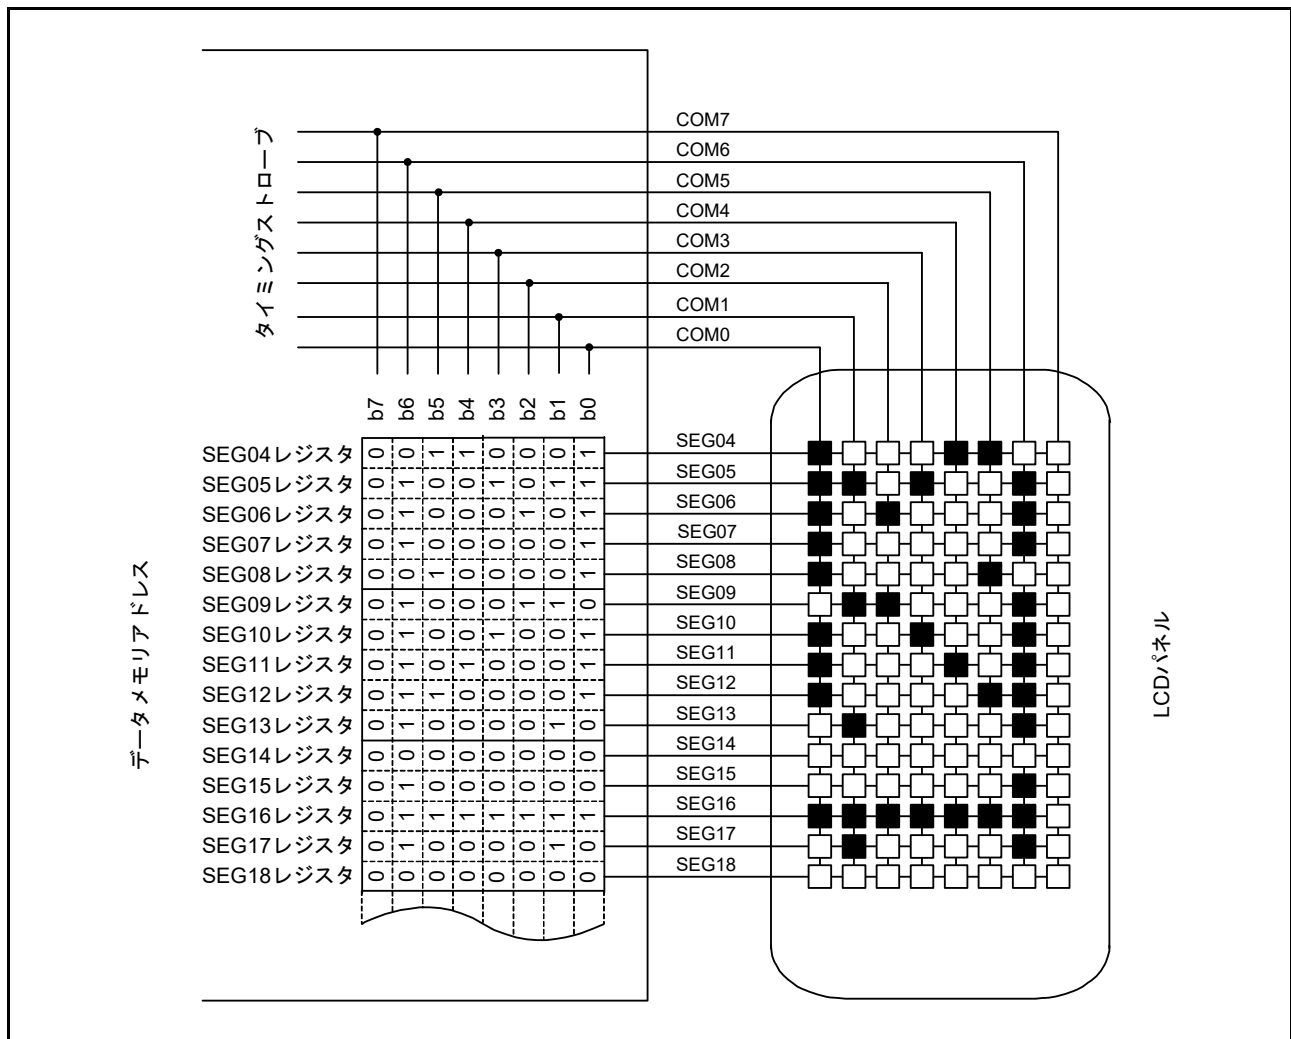 タイミングストローブ
COM7
COM6
COM5
COM4
COM3
COM2
COM1
COM0
b7 b6 b5 b4 b3 b2 b1 b0
データメモリアドレス
SEG04レジスタ 0 0 1 1 0 0 0 1 SEG04
SEG05レジスタ 0 1 0 0 1 0 1 1 SEG05
SEG06レジスタ 0 1 0 0 0 1 0 1 SEG06
SEG07レジスタ 0 1 0 0 0 0 0 1 SEG07
SEG08レジスタ 0 0 1 0 0 0 0 1 SEG08
SEG09レジスタ 0 1 0 0 0 1 1 0 SEG09
SEG10レジスタ 0 1 0 0 1 0 0 1 SEG10
SEG11レジスタ 0 1 0 1 0 0 0 1 SEG11
SEG12レジスタ 0 1 1 0 0 0 0 1 SEG12
SEG13レジスタ 0 1 0 0 0 0 1 0 SEG13
SEG14レジスタ 0 0 0 0 0 0 0 0 SEG14
SEG15レジスタ 0 1 0 0 0 0 0 0 SEG15
SEG16レジスタ 0 1 1 1 1 1 1 1 SEG16
SEG17レジスタ 0 1 0 0 0 0 1 0 SEG17
SEG18レジスタ 0 0 0 0 0 0 0 0 SEG18
LCDパネル